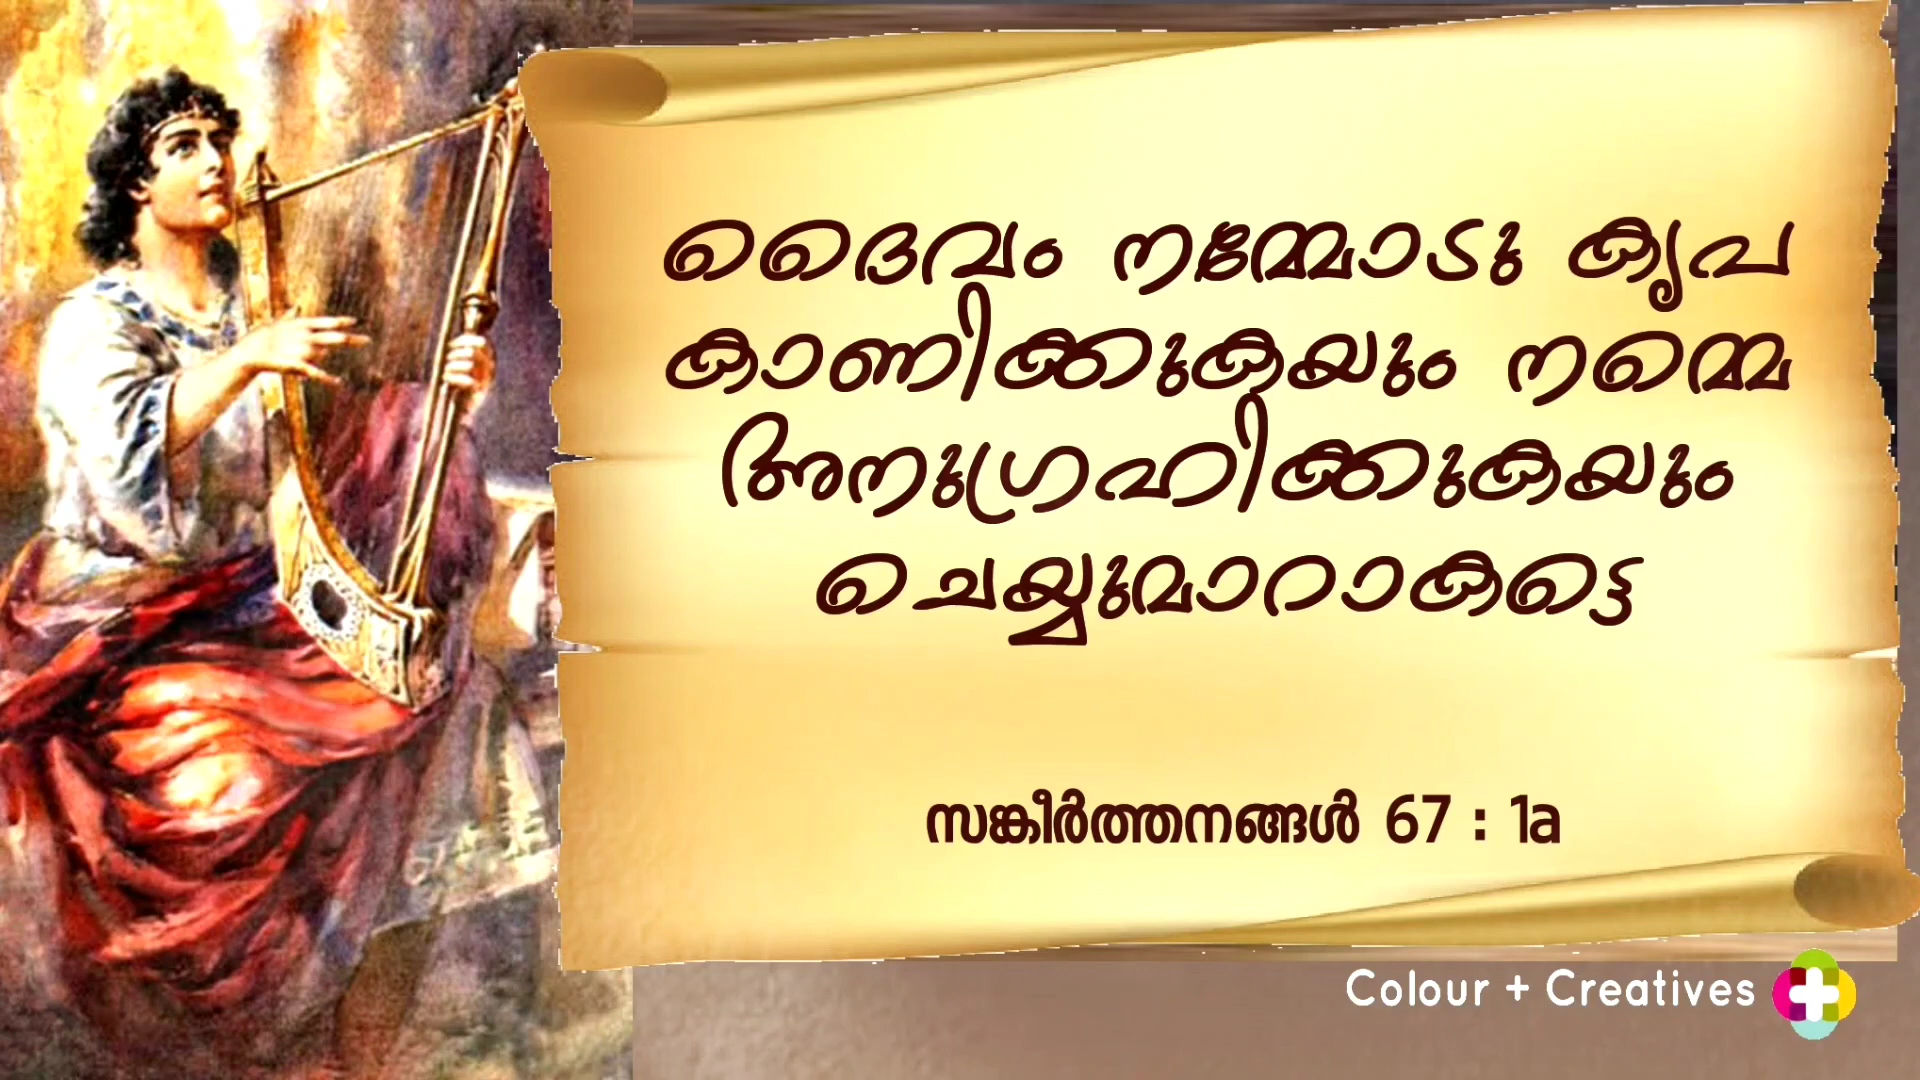 ദൈവം നമ്മോടു കൃപ
കാണിക്കുകയും നമ്മെ
അനുഗ്രഹിക്കുകയും
ചെയ്യുമാറാകട്ടെ
സങ്കീർത്തനങ്ങൾ 67 : 1a
Colour + Creatives